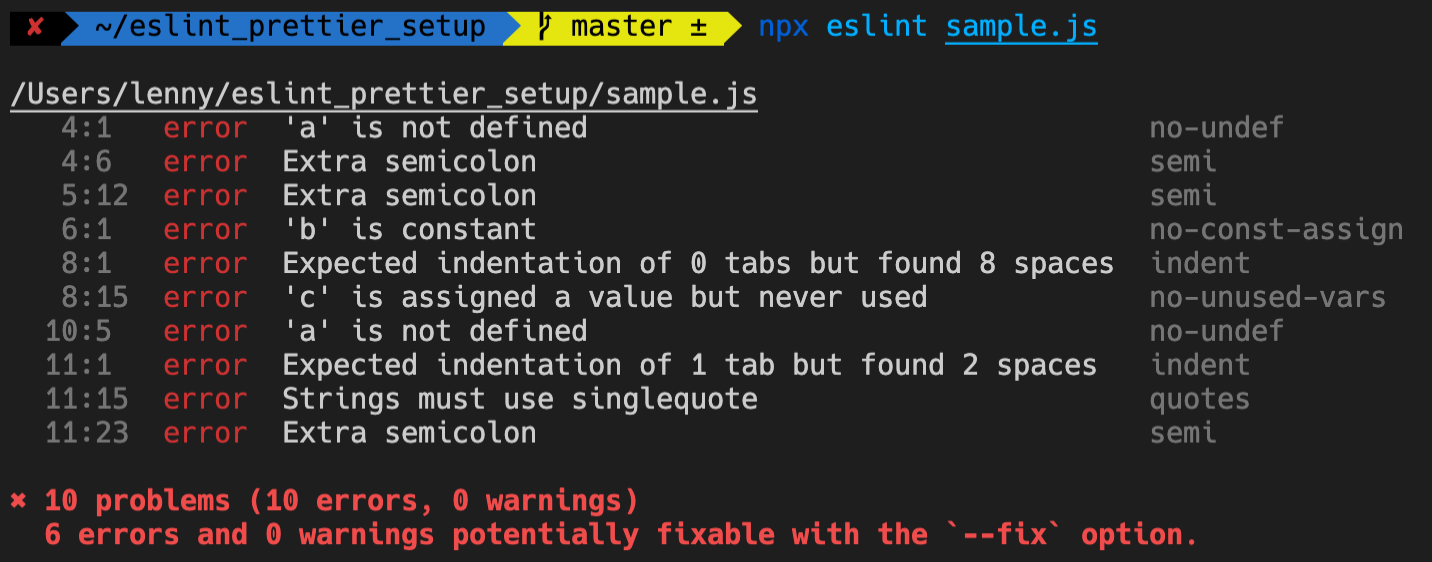 ✘ ~/eslint_prettier_setup master ± npx eslint sample.js
/Users/lenny/eslint_prettier_setup/sample.js
4:1 error 'a' is not defined no-undef
4:6 error Extra semicolon semi
5:12 error Extra semicolon semi
6:1 error 'b' is constant no-const-assign
8:1 error Expected indentation of 0 tabs but found 8 spaces indent
8:15 error 'c' is assigned a value but never used no-unused-vars
10:5 error 'a' is not defined no-undef
11:1 error Expected indentation of 1 tab but found 2 spaces indent
11:15 error Strings must use singlequote quotes
11:23 error Extra semicolon semi
✖ 10 problems (10 errors, 0 warnings)
6 errors and 0 warnings potentially fixable with the `--fix` option.